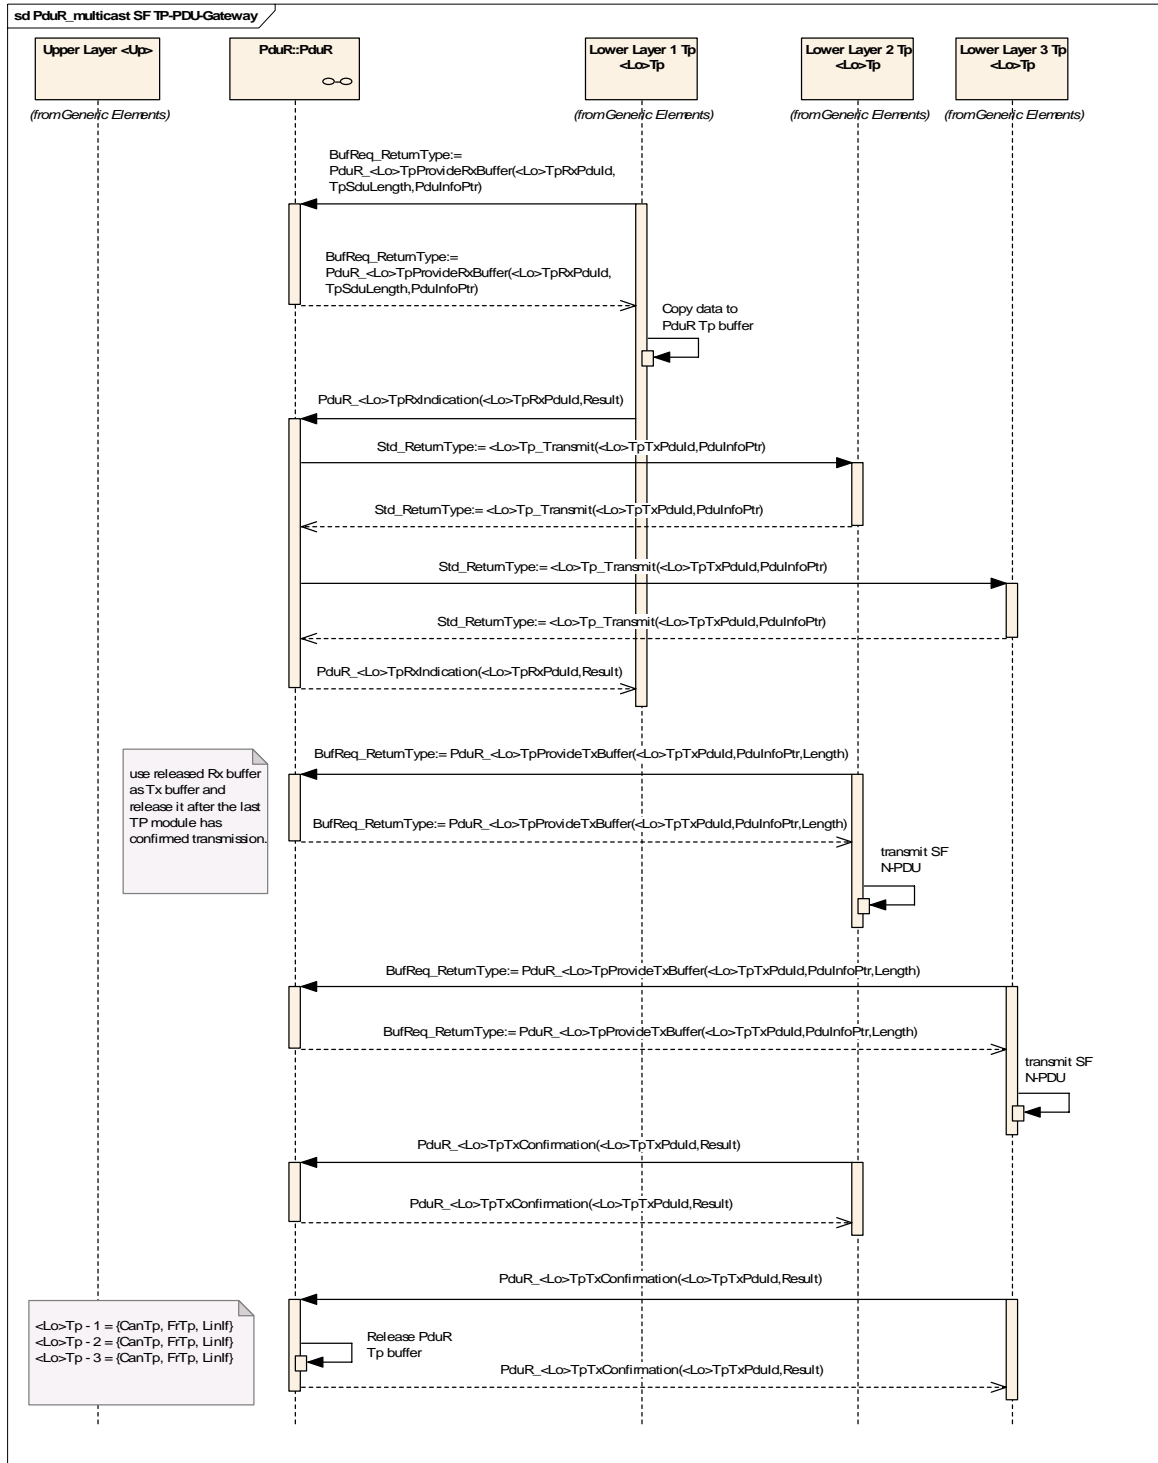 sd PduR_multicast SF TP-PDU-Gateway
Upper Layer <Up>
PduR::PduR
Lower Layer 1 Tp
<Lo>Tp
Lower Layer 2 Tp
<Lo>Tp
Lower Layer 3 Tp
<Lo>Tp
(from Generic Elements)
(from Generic Elements)
(from Generic Elements)
(from Generic Elements)
BufReq_ReturnType:=
PduR_<Lo>TpProvideRxBuffer(<Lo>TpRxPduId,
TpSduLength,PduInfoPtr)
BufReq_ReturnType:=
PduR_<Lo>TpProvideRxBuffer(<Lo>TpRxPduId,
TpSduLength,PduInfoPtr)
Copy data to
PduR Tp buffer
PduR_<Lo>TpRxIndication(<Lo>TpRxPduId,Result)
Std_ReturnType:= <Lo>Tp_Transmit(<Lo>TpTxPduId,PduInfoPtr)
Std_ReturnType:= <Lo>Tp_Transmit(<Lo>TpTxPduId,PduInfoPtr)
Std_ReturnType:= <Lo>Tp_Transmit(<Lo>TpTxPduId,PduInfoPtr)
Std_ReturnType:= <Lo>Tp_Transmit(<Lo>TpTxPduId,PduInfoPtr)
PduR_<Lo>TpRxIndication(<Lo>TpRxPduId,Result)
BufReq_ReturnType:= PduR_<Lo>TpProvideTxBuffer(<Lo>TpTxPduId,PduInfoPtr,Length)
use released Rx buffer
as Tx buffer and
release it after the last
TP module has
confirmed transmission.
BufReq_ReturnType:= PduR_<Lo>TpProvideTxBuffer(<Lo>TpTxPduId,PduInfoPtr,Length)
transmit SF
N-PDU
BufReq_ReturnType:= PduR_<Lo>TpProvideTxBuffer(<Lo>TpTxPduId,PduInfoPtr,Length)
BufReq_ReturnType:= PduR_<Lo>TpProvideTxBuffer(<Lo>TpTxPduId,PduInfoPtr,Length)
transmit SF
N-PDU
PduR_<Lo>TpTxConfirmation(<Lo>TpTxPduId,Result)
PduR_<Lo>TpTxConfirmation(<Lo>TpTxPduId,Result)
PduR_<Lo>TpTxConfirmation(<Lo>TpTxPduId,Result)
<Lo>Tp - 1 = {CanTp, FrTp, LinIf}
<Lo>Tp - 2 = {CanTp, FrTp, LinIf}
<Lo>Tp - 3 = {CanTp, FrTp, LinIf}
Release PduR
Tp buffer
PduR_<Lo>TpTxConfirmation(<Lo>TpTxPduId,Result)